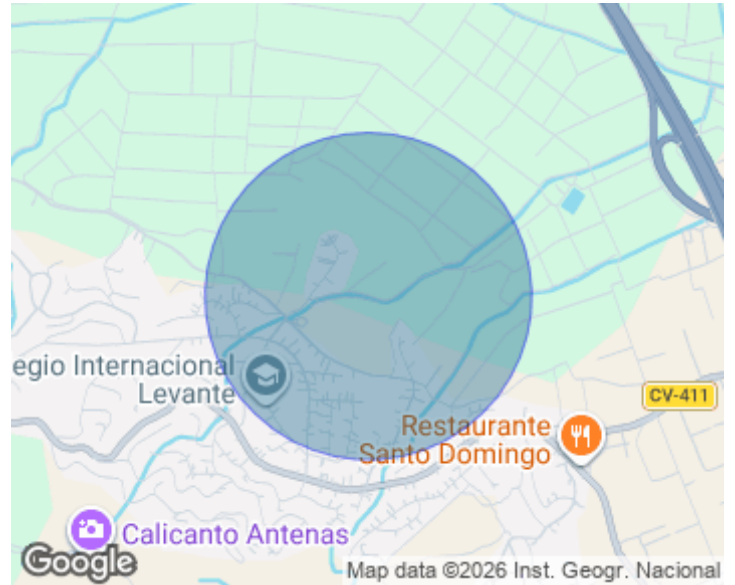 egio Internacional
Levante
CV-411
Restaurante
Santo Domingo
Calicanto Antenas
Google
Map data ©2026 Inst. Geogr. Nacional